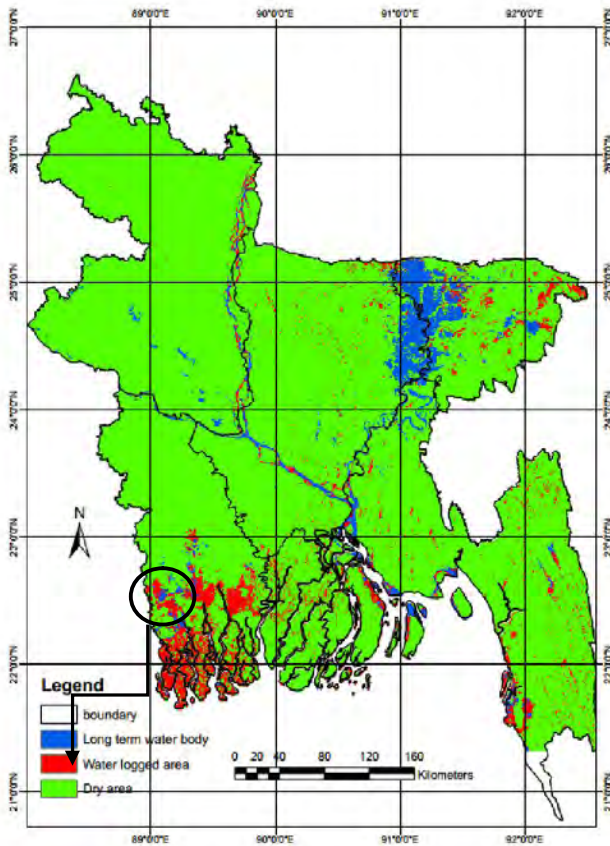 89°0'0"E 90°0'0"E 91°0'0"E 92°0'0"E
27°0'0"N 27°0'0"N
26°0'0"N 26°0'0"N
25°0'0"N 25°0'0"N
24°0'0"N 24°0'0"N
23°0'0"N 23°0'0"N
N
22°0'0"N 22°0'0"N
Legend
boundary
Long term water body
Water logged area
Dry area
0 10 20 40 80 120 160
Kilometers
21°0'0"N 21°0'0"N
89°0'0"E 90°0'0"E 91°0'0"E 92°0'0"E